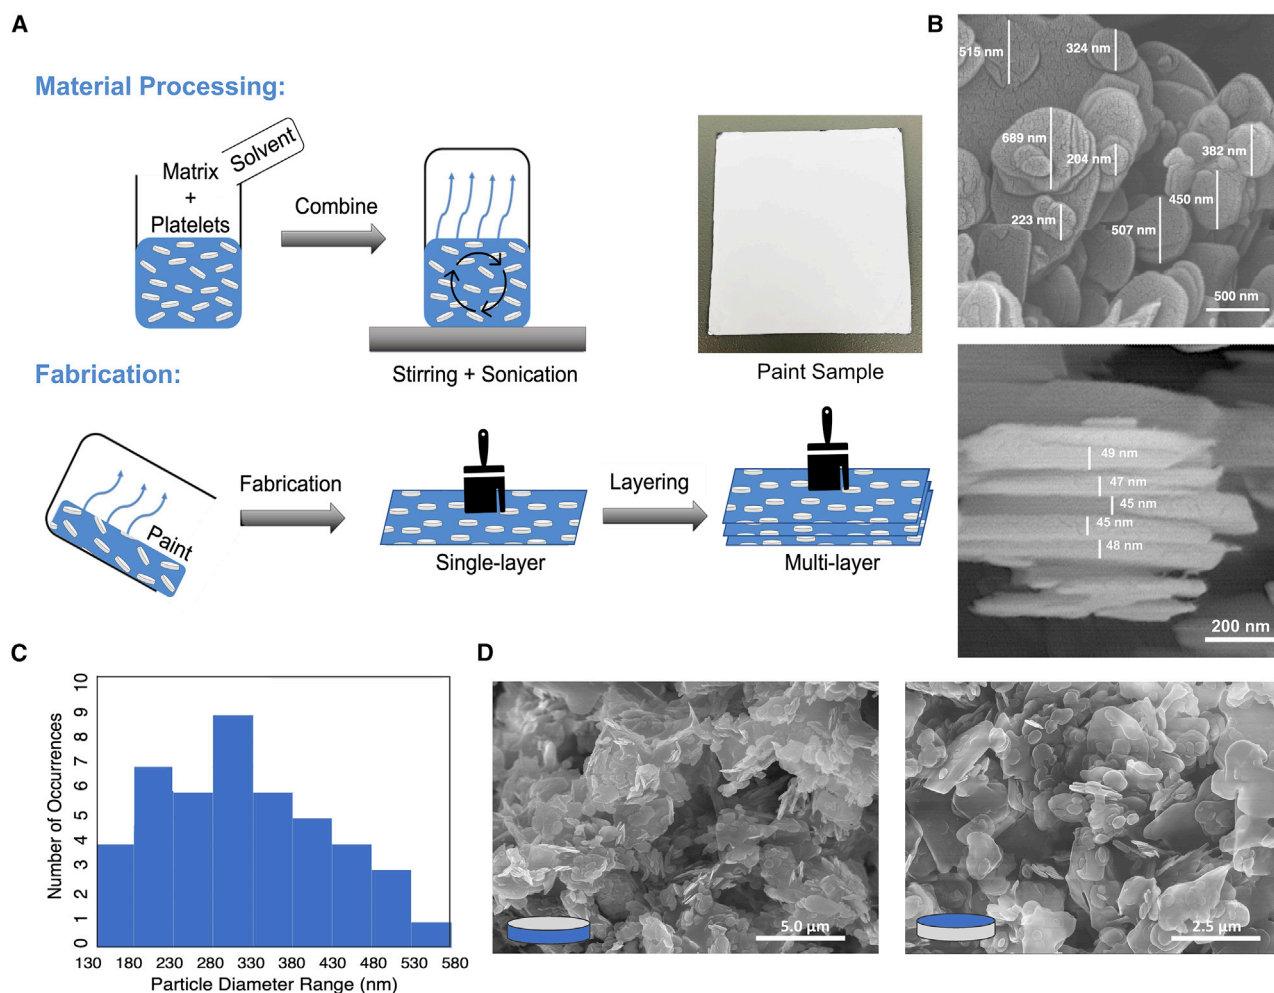 A
Material Processing:
Solvent
Matrix
+
Platelets
Combine
Stirring + Sonication
Paint Sample
Fabrication:
Paint
Fabrication
Single-layer
Layering
Multi-layer
B
515 nm
324 nm
689 nm
204 nm
382 nm
450 nm
223 nm
507 nm
500 nm
49 nm
47 nm
45 nm
45 nm
48 nm
200 nm
C
Number of Occurrences
10
9
8
7
6
5
4
3
2
1
0
130 180 230 280 330 380 430 480 530 580
Particle Diameter Range (nm)
D
5.0 µm
2.5 µm